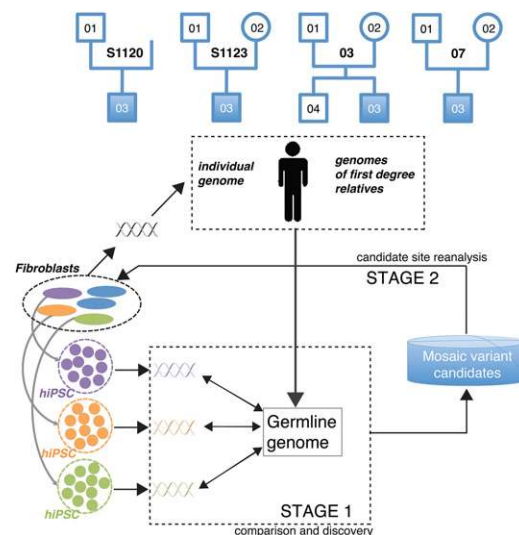 01 01 02 01 02 01 02
S1120 S1123 03 07
03 03 04 03 03
individual
genome
genomes
of first degree
relatives
Fibroblasts
candidate site reanalysis
STAGE 2
Mosaic variant
candidates
hiPSC
hiPSC
hiPSC
Germline
genome
STAGE 1
comparison and discovery